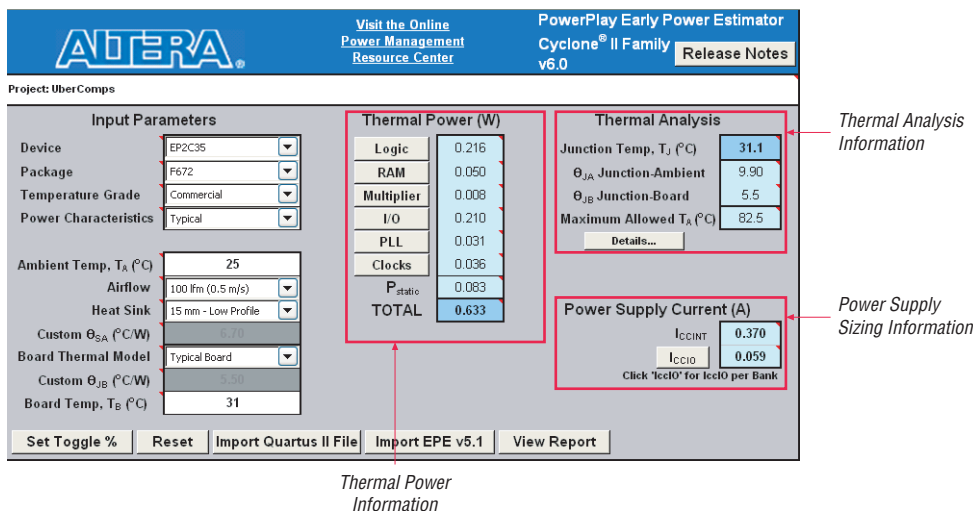 ALTERA®
Visit the Online
Power Management
Resource Center
PowerPlay Early Power Estimator
Cyclone® II Family
v6.0
Release Notes
Project: UberComps
Input Parameters
Device EP2C35
Package F672
Temperature Grade Commercial
Power Characteristics Typical
Ambient Temp, TA (°C) 25
Airflow 100 lfm (0.5 m/s)
Heat Sink 15 mm - Low Profile
Custom θSA (°C/W) 6.70
Board Thermal Model Typical Board
Custom θJB (°C/W) 5.50
Board Temp, TB (°C) 31
Thermal Power (W)
Logic 0.216
RAM 0.050
Multiplier 0.008
I/O 0.210
PLL 0.031
Clocks 0.036
Pstatic 0.083
TOTAL 0.633
Thermal Analysis
Junction Temp, TJ (°C) 31.1
θJA Junction-Ambient 9.90
θJB Junction-Board 5.5
Maximum Allowed TA (°C) 82.5
Details...
Power Supply Current (A)
ICCINT 0.370
ICCIO 0.059
Click 'IccIO' for IccIO per Bank
Set Toggle %
Reset
Import Quartus II File
Import EPE v5.1
View Report
Thermal Analysis
Information
Power Supply
Sizing Information
Thermal Power
Information